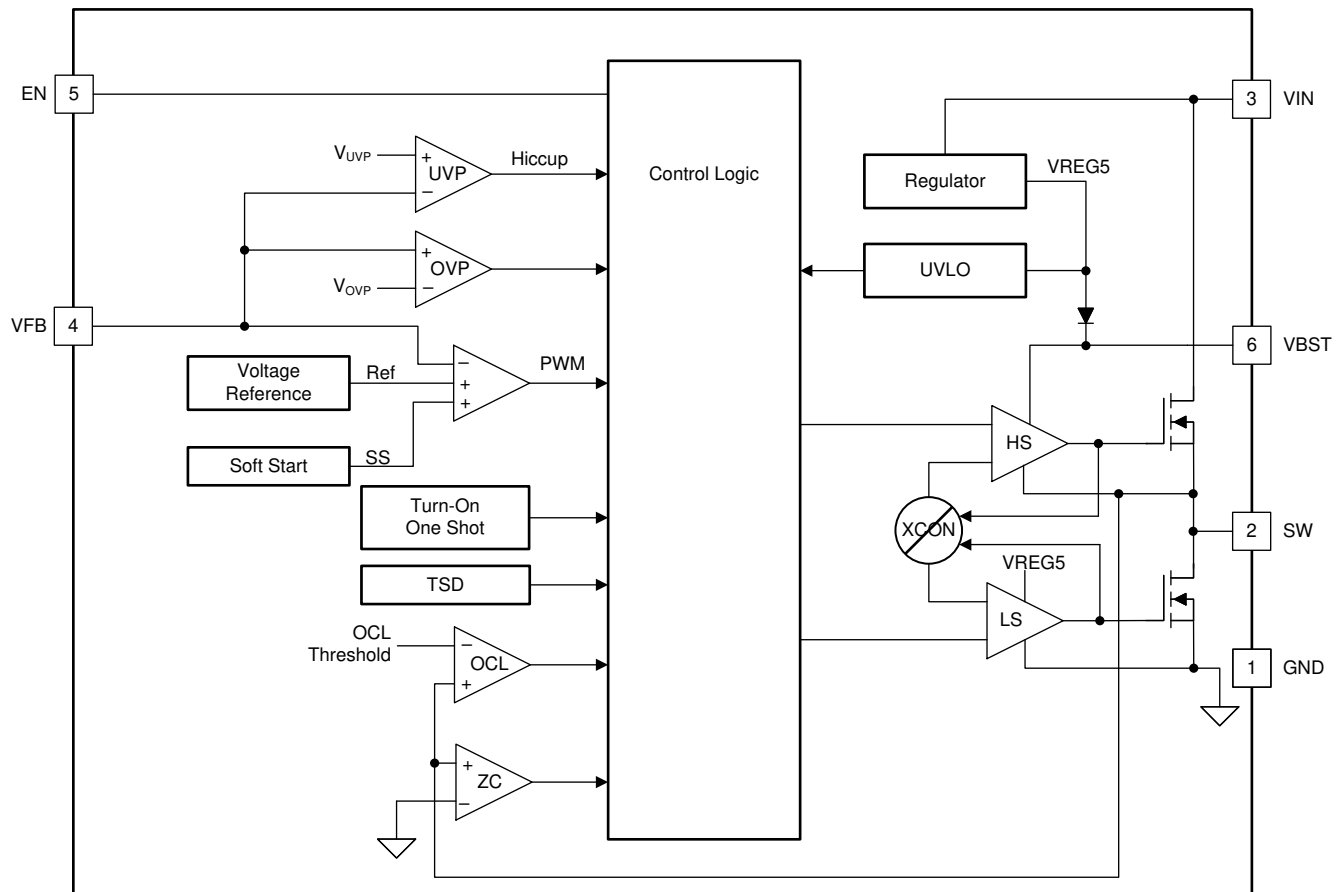 EN 5
3 VIN
V_UVP + UVP − Hiccup
Control Logic
Regulator VREG5
+ OVP
V_OVP −
UVLO
VFB 4
6 VBST
Voltage
Reference
Ref
− + + PWM
Soft Start SS
HS
Turn-On
One Shot
XCON
2 SW
TSD
VREG5
LS
OCL
Threshold
− OCL +
1 GND
+ ZC −